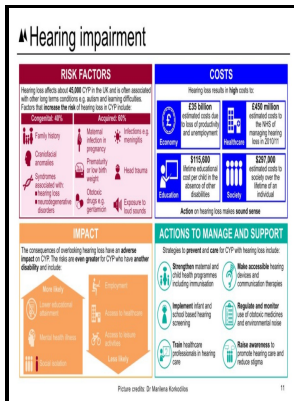 Hearing impairment
RISK FACTORS
Hearing loss affects about 45,000 CYP in the UK and is often associated
with other long terms conditions e.g. autism and learning difficulties.
Factors that increase the risk of hearing loss in CYP include:
Congenital: 40%
Family history
Craniofacial
anomalies
Syndromes
associated with:
hearing
loss
neurodegenerative
disorders
Acquired: 60%
Maternal
infection in
pregnancy
Prematurity
or low birth
weight
Ototoxic
drugs e.g.
gentamicin
Infections e.g.
meningitis
Head trauma
Exposure to
loud sounds
COSTS
Hearing loss results in high costs to:
Economy
£35 billion
estimated costs due
to loss of productivity
and unemployment
Healthcare
£450 million
estimated costs to
the NHS of
managing hearing
loss in 2010/11
Education
$115,600
lifetime educational
cost per child in the
absence of other
disabilities
Society
$297,000
estimated costs to
society over the
lifetime of an
individual
Action on hearing loss makes sound sense
IMPACT
The consequences of overtaking hearing loss have an adverse
impact on CYP. The risks are even greater for CYP who have another
disability and include:
More likely
Lower educational
attainment
Mental health illness
Social isolation
Employment
Access to healthcare
Access to leisure
activities
Less likely
ACTIONS TO MANAGE AND SUPPORT
Strategies to prevent and care for CYP with hearing loss include:
Strengthen maternal and
child health programmes
including immunisation
Implement infant and
school based hearing
screening
Train healthcare
professionals in hearing
care
Make accessible hearing
devices and
communication therapies
Regulate and monitor
use of ototoxic medicines
and environmental noise
Raise awareness to
promote hearing care and
reduce stigma
Picture credits: Dr Marilena Korkodilos
11